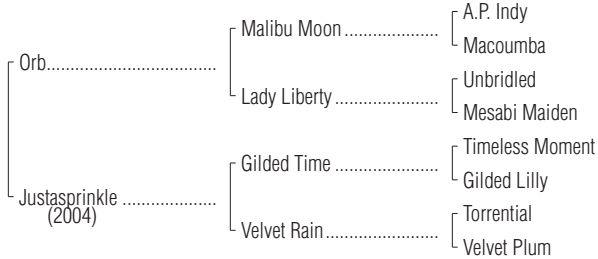 A.P. Indy
Malibu Moon
Macoumba
Orb
Unbridled
Lady Liberty
Mesabi Maiden
Timeless Moment
Gilded Time
Gilded Lilly
Justasprinkle
(2004)
Torrential
Velvet Rain
Velvet Plum